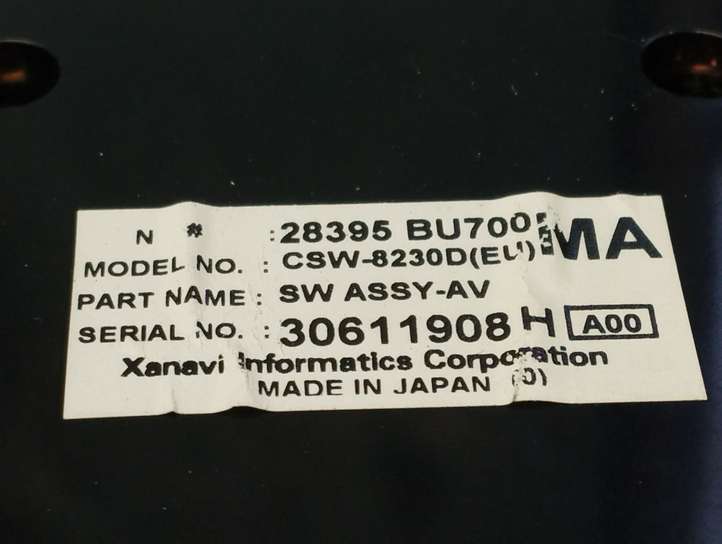 N # : 28395 BU700 MA
MODEL NO. : CSW-8230D(EU)
PART NAME : SW ASSY-AV
SERIAL NO. : 30611908 H A00
Xanavi Informatics Corporation
MADE IN JAPAN (0)